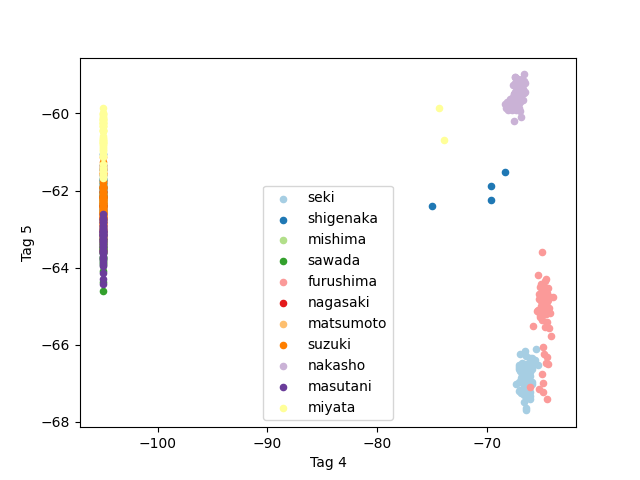 −60
−62
−64
−66
−68
Tag 5
seki
shigenaka
mishima
sawada
furushima
nagasaki
matsumoto
suzuki
nakasho
masutani
miyata
−100
−90
−80
−70
Tag 4